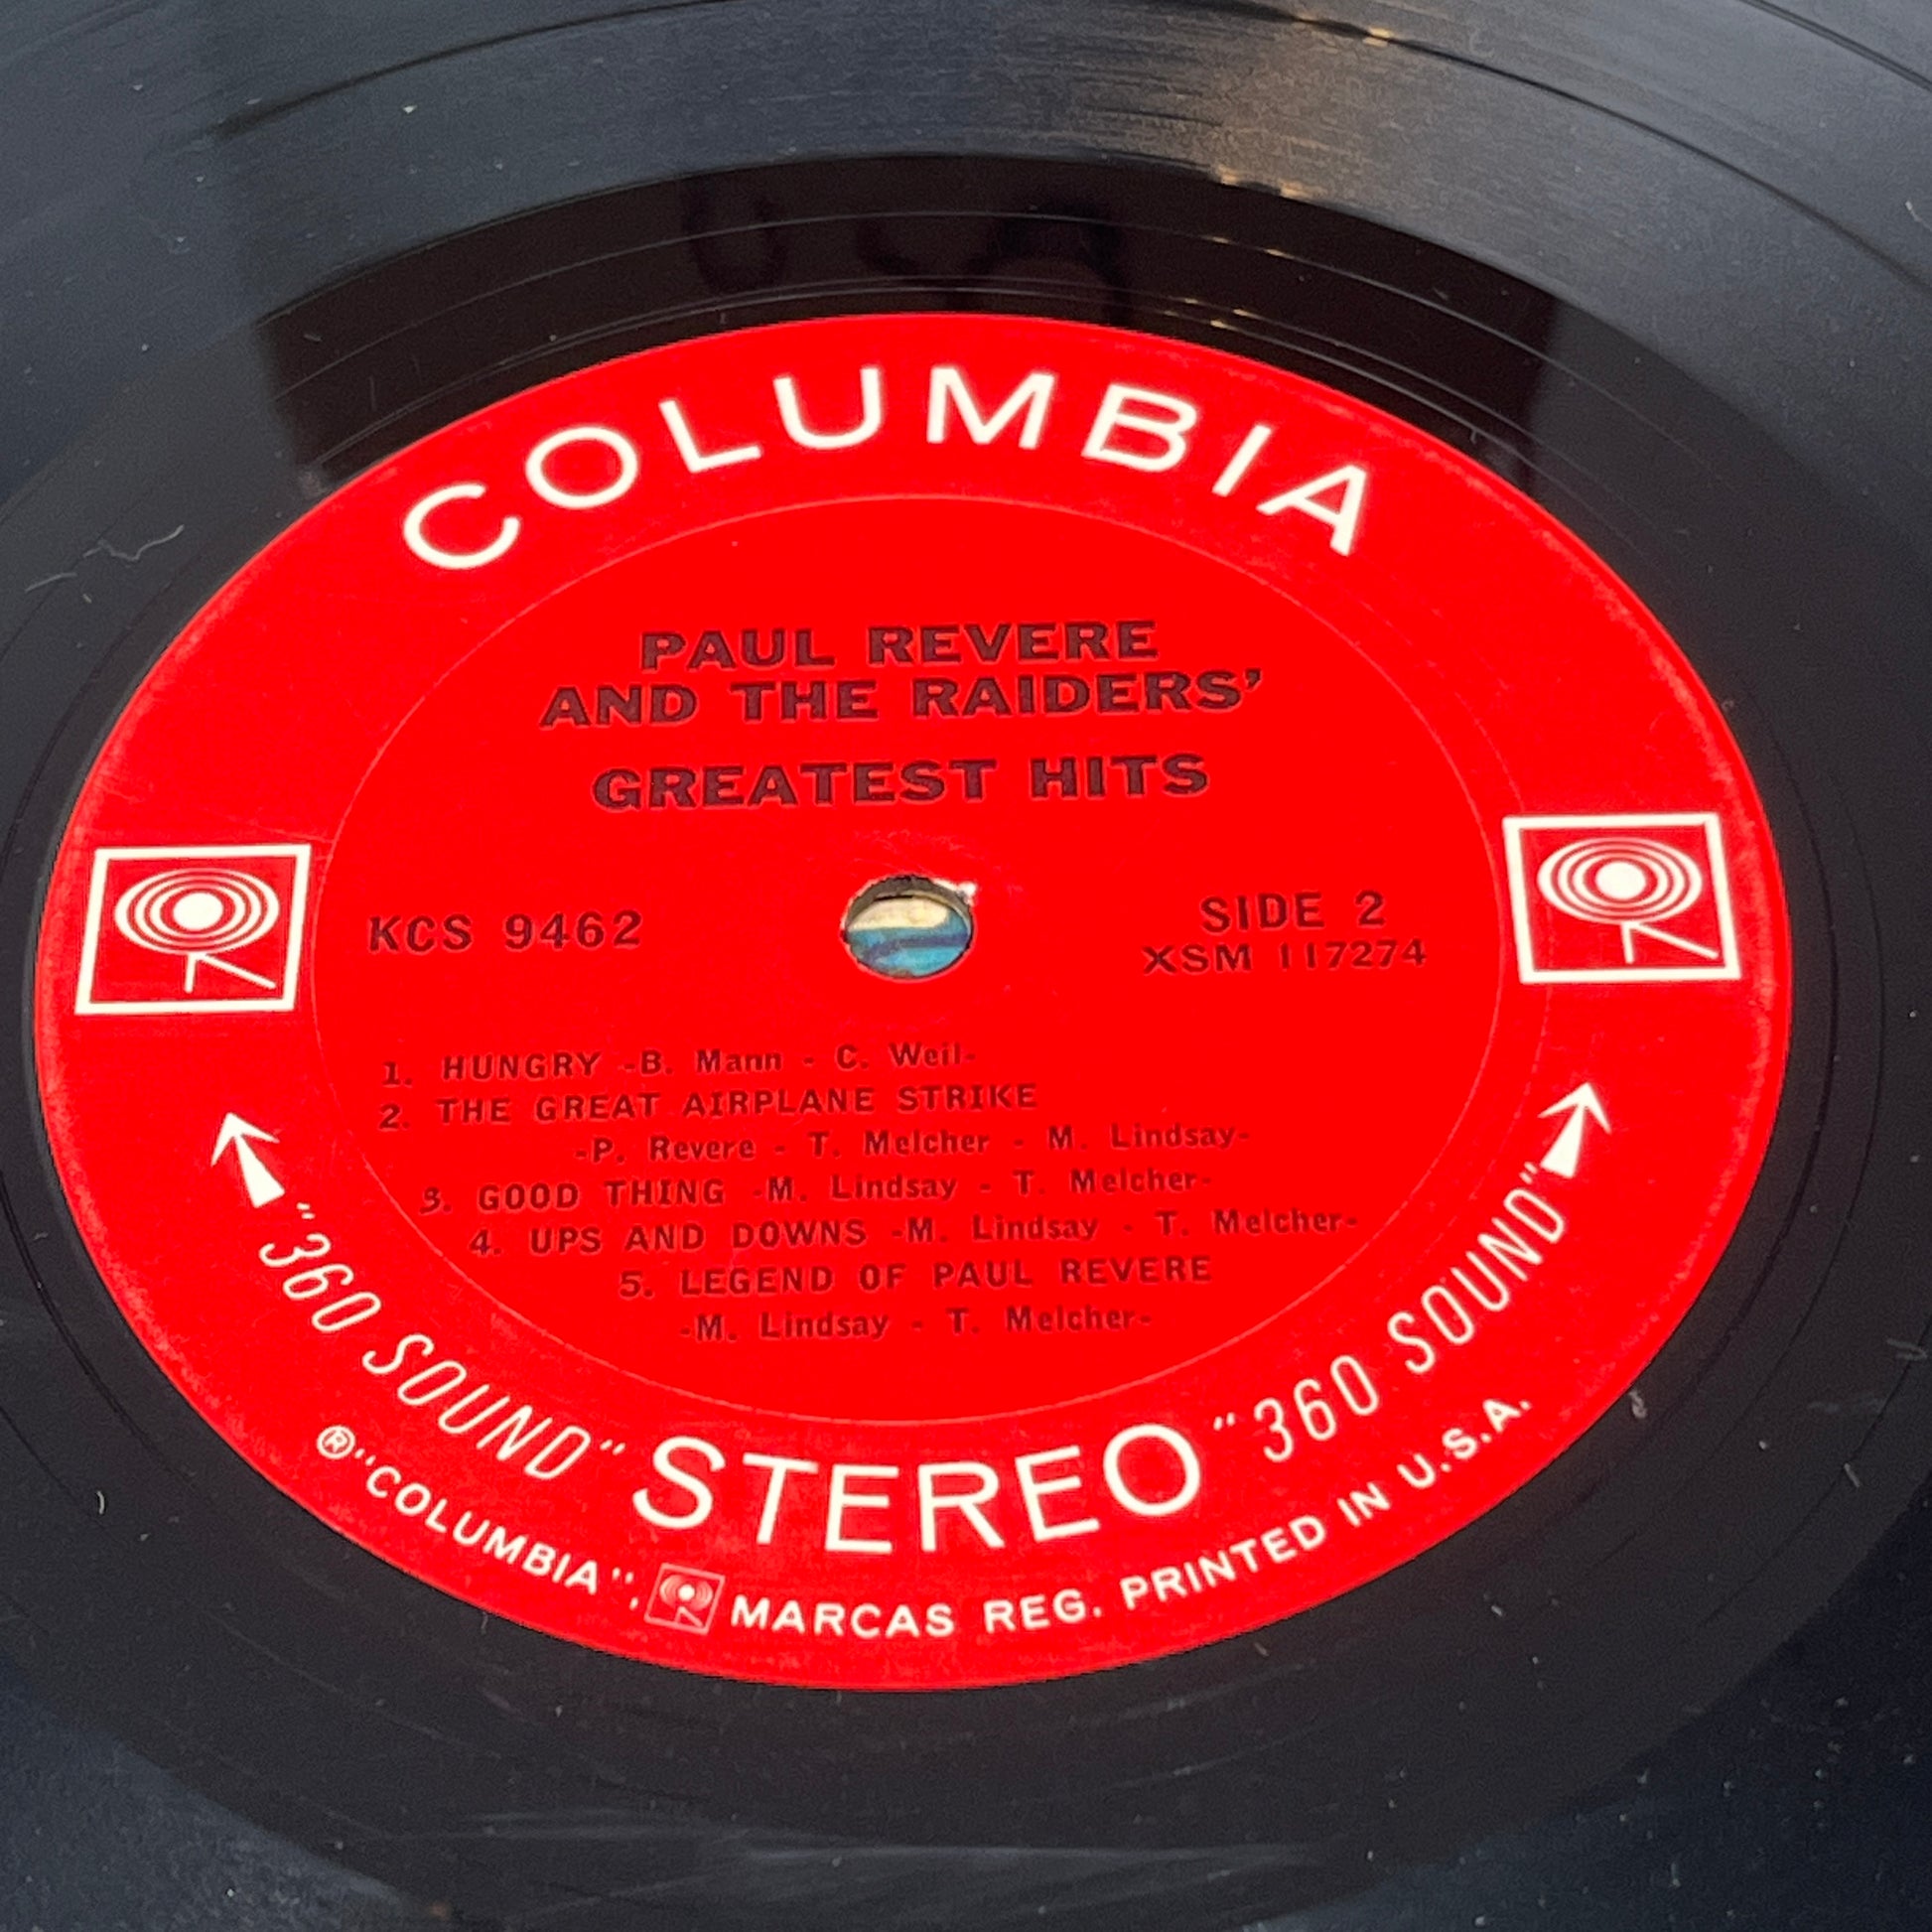 COLUMBIA
PAUL REVERE
AND THE RAIDERS'
GREATEST HITS
KCS 9462
SIDE 2
XSM 117274
1. HUNGRY -B. Mann - C. Weil-
2. THE GREAT AIRPLANE STRIKE
-P. Revere - T. Melcher - M. Lindsay-
3. GOOD THING -M. Lindsay - T. Melcher-
4. UPS AND DOWNS -M. Lindsay - T. Melcher-
5. LEGEND OF PAUL REVERE
-M. Lindsay - T. Melcher-
"360 SOUND" STEREO "360 SOUND"
®"COLUMBIA", MARCAS REG. PRINTED IN U.S.A.